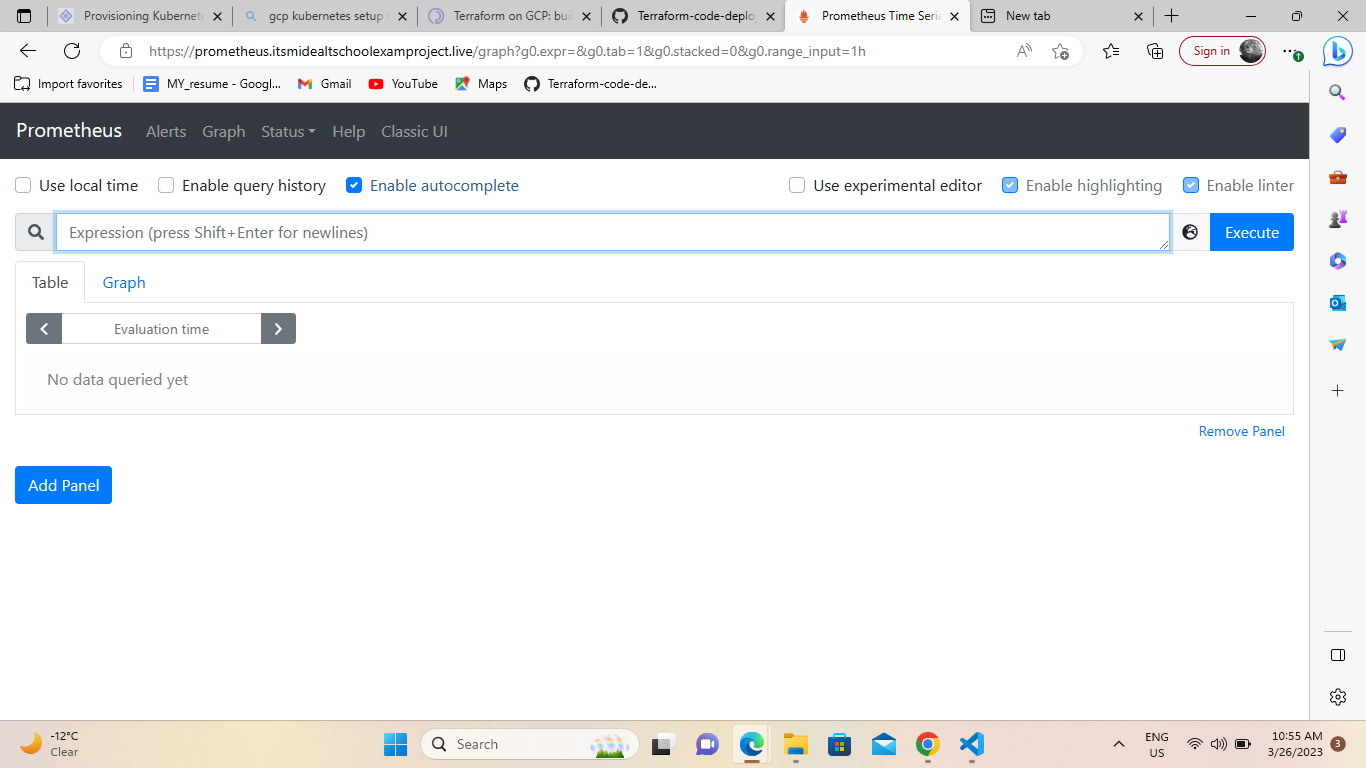 Provisioning Kubernete
gcp kubernetes setup
Terraform on GCP: buil
Terraform-code-deploy
Prometheus Time Serie
New tab
https://prometheus.itsmidealtschoolexamproject.live/graph?g0.expr=&g0.tab=1&g0.stacked=0&g0.range_input=1h
Sign in
Import favorites
MY_resume - Googl...
Gmail
YouTube
Maps
Terraform-code-de...
Prometheus Alerts Graph Status Help Classic UI
Use local time Enable query history Enable autocomplete Use experimental editor Enable highlighting Enable linter
Expression (press Shift+Enter for newlines) Execute
Table Graph
Evaluation time
No data queried yet
Remove Panel
Add Panel
-12°C
Clear
Search
ENG
US
10:55 AM
3/26/2023
3